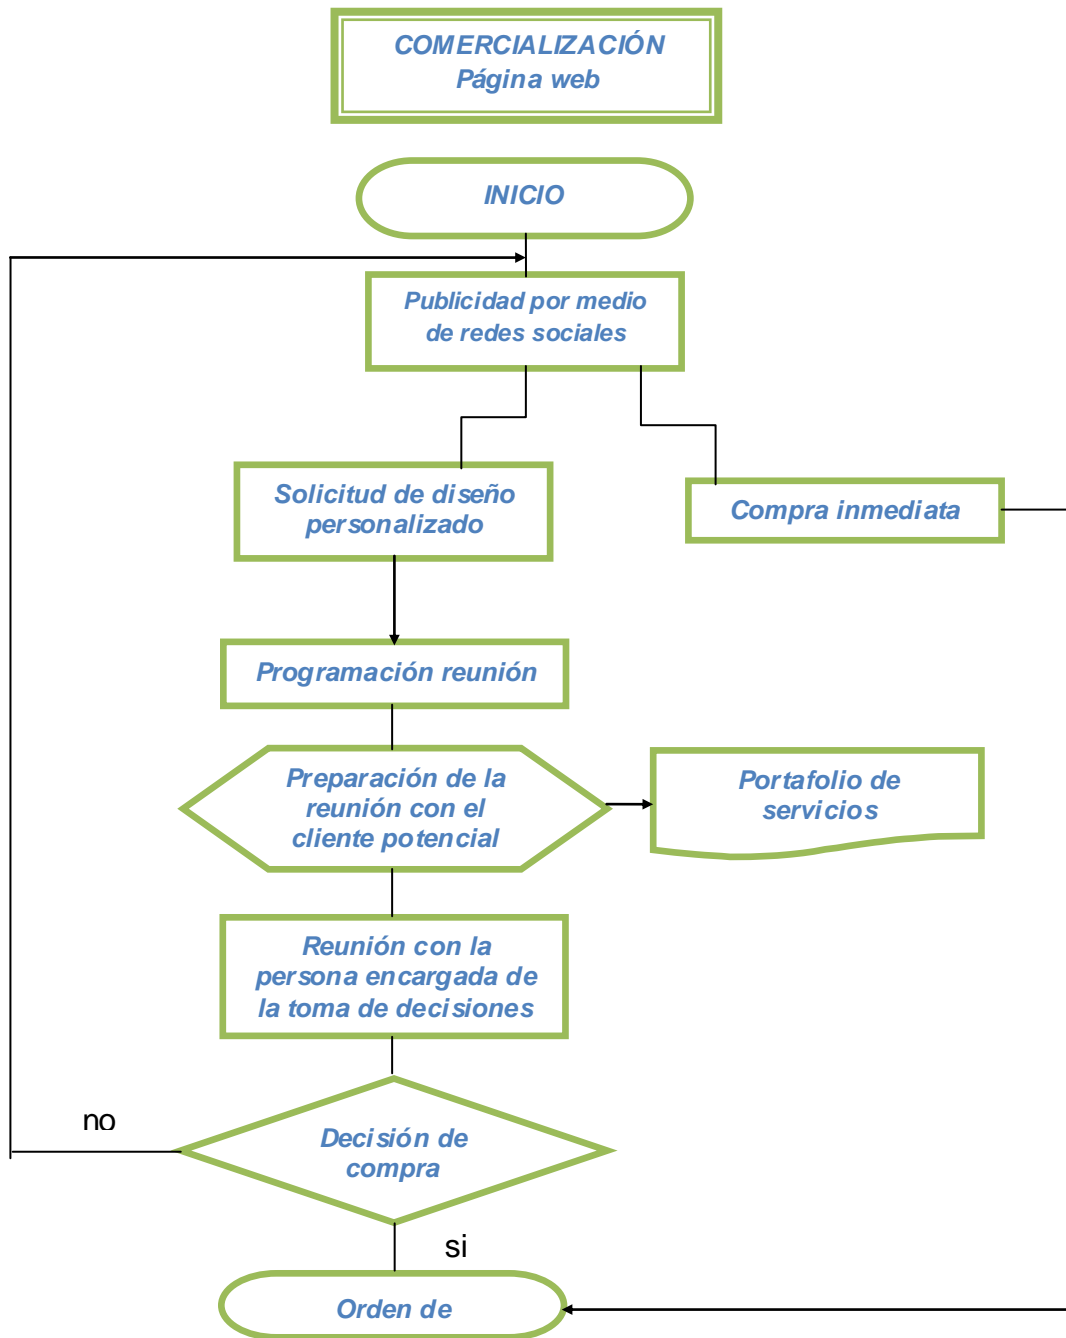 COMERCIALIZACIÓN
Página web
INICIO
Publicidad por medio
de redes sociales
Solicitud de diseño
personalizado
Compra inmediata
Programación reunión
Preparación de la
reunión con el
cliente potencial
Portafolio de
servicios
Reunión con la
persona encargada de
la toma de decisiones
no
Decisión de
compra
si
Orden de